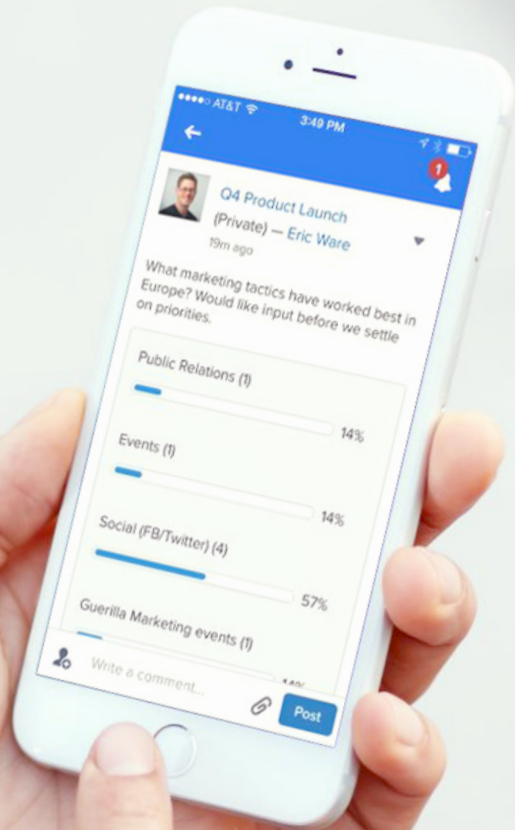 AT&T
3:49 PM
1
Q4 Product Launch
(Private) — Eric Ware
19m ago
What marketing tactics have worked best in
Europe? Would like input before we settle
on priorities.
Public Relations (1)
14%
Events (1)
14%
Social (FB/Twitter) (4)
57%
Guerilla Marketing events (1)
14%
Write a comment...
Post